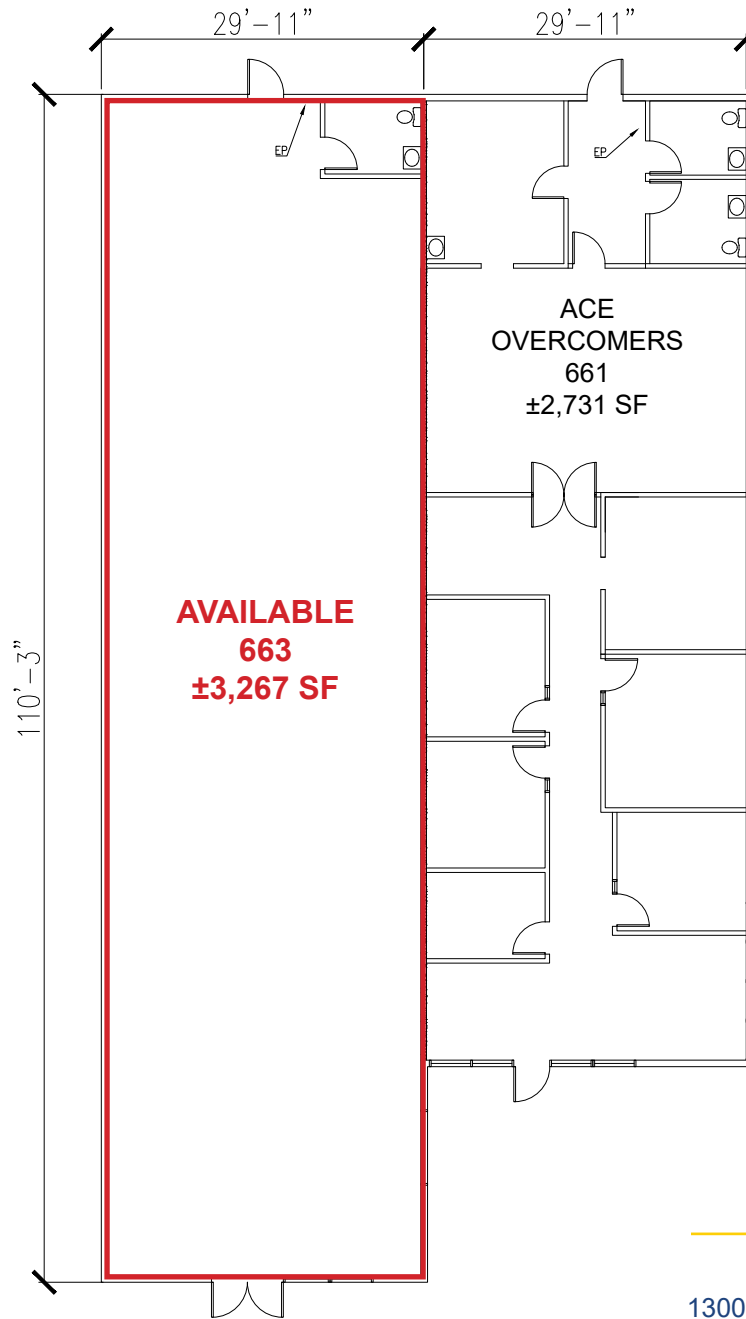 29'-11"
29'-11"
EP
EP
ACE
OVERCOMERS
661
±2,731 SF
110'-3"
AVAILABLE
663
±3,267 SF
1300